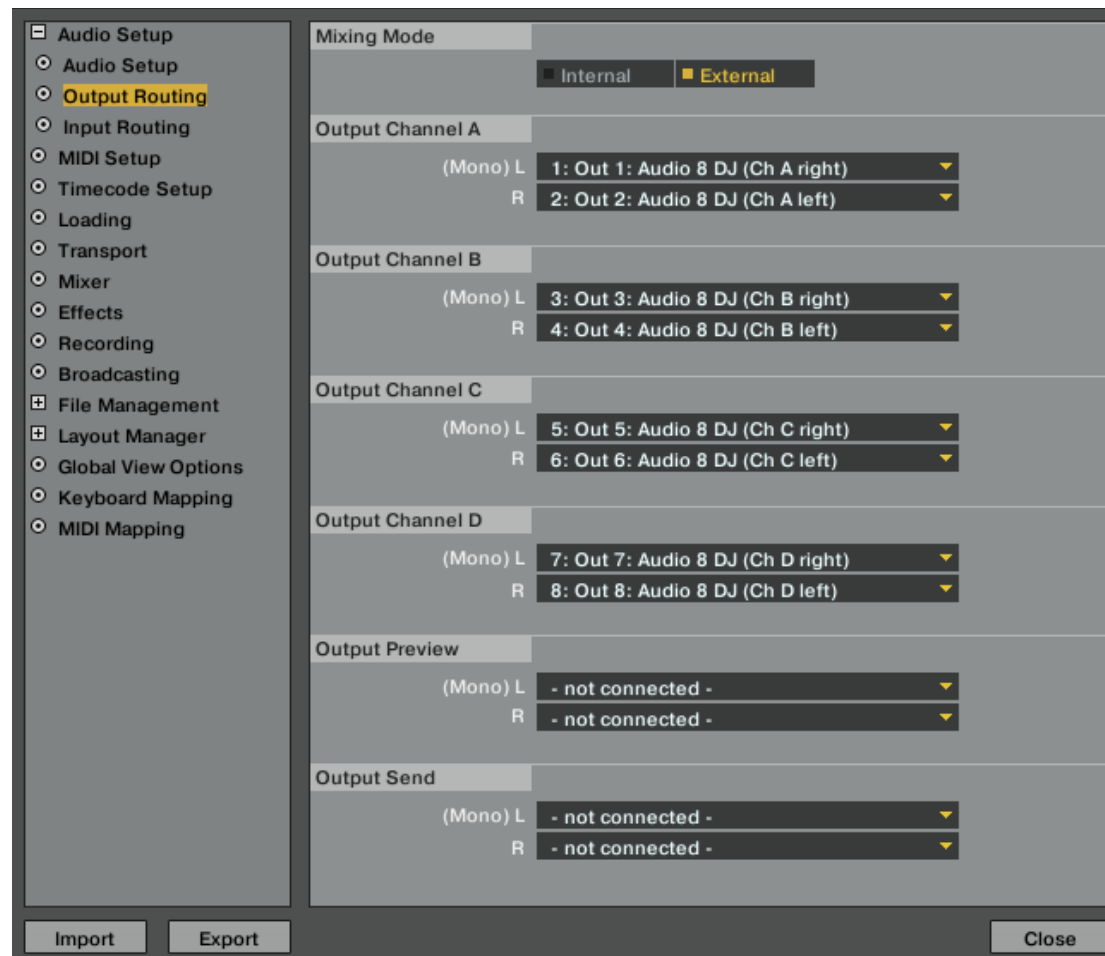 Audio Setup
Audio Setup
Output Routing
Input Routing
MIDI Setup
Timecode Setup
Loading
Transport
Mixer
Effects
Recording
Broadcasting
File Management
Layout Manager
Global View Options
Keyboard Mapping
MIDI Mapping
Import Export
Mixing Mode
Internal External
Output Channel A
(Mono) L 1: Out 1: Audio 8 DJ (Ch A right)
R 2: Out 2: Audio 8 DJ (Ch A left)
Output Channel B
(Mono) L 3: Out 3: Audio 8 DJ (Ch B right)
R 4: Out 4: Audio 8 DJ (Ch B left)
Output Channel C
(Mono) L 5: Out 5: Audio 8 DJ (Ch C right)
R 6: Out 6: Audio 8 DJ (Ch C left)
Output Channel D
(Mono) L 7: Out 7: Audio 8 DJ (Ch D right)
R 8: Out 8: Audio 8 DJ (Ch D left)
Output Preview
(Mono) L - not connected -
R - not connected -
Output Send
(Mono) L - not connected -
R - not connected -
Close